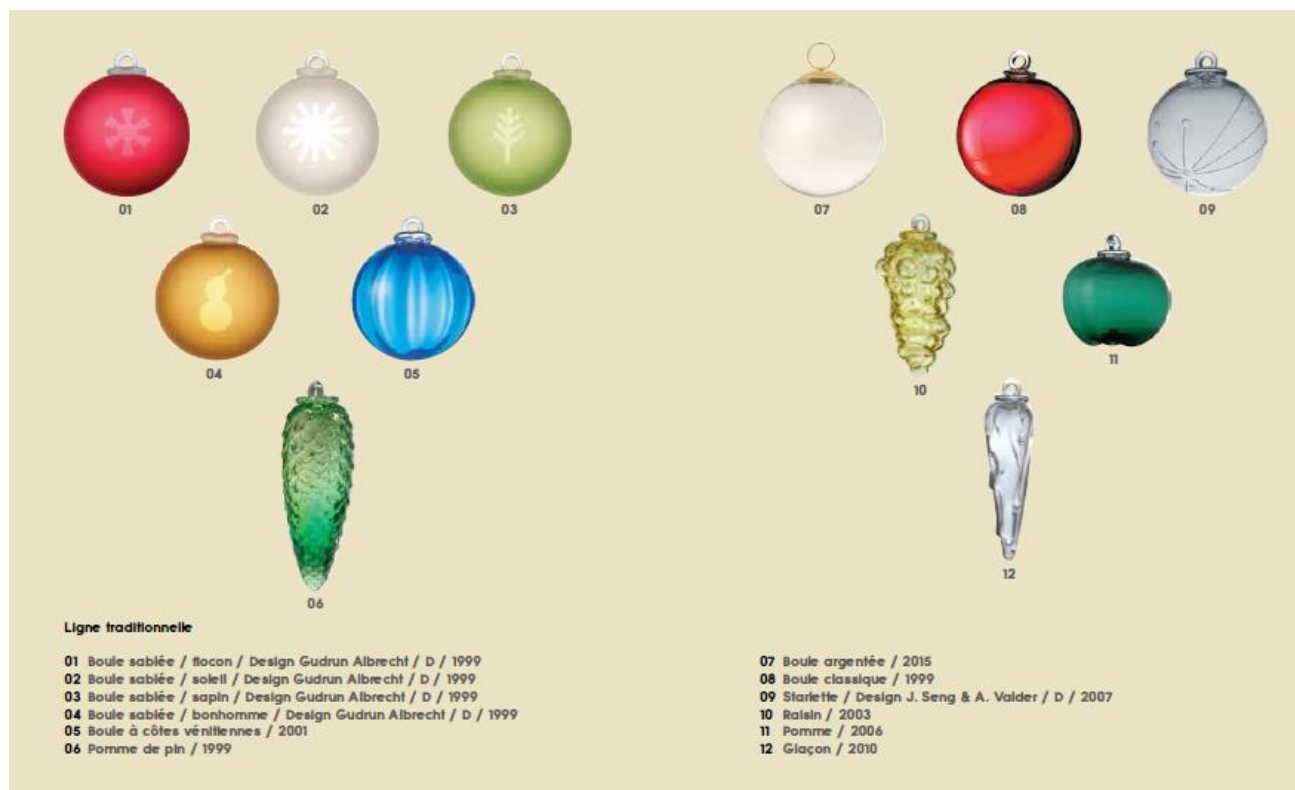 01
02
03
07
08
09
04
05
10
11
06
12
Ligne traditionnelle
01 Boule sablée / flocon / Design Gudrun Albrecht / D / 1999
02 Boule sablée / soleil / Design Gudrun Albrecht / D / 1999
03 Boule sablée / sapin / Design Gudrun Albrecht / D / 1999
04 Boule sablée / bonhomme / Design Gudrun Albrecht / D / 1999
05 Boule à côtes vénitiennes / 2001
06 Pomme de pin / 1999
07 Boule argentée / 2015
08 Boule classique / 1999
09 Starlette / Design J. Seng & A. Valder / D / 2007
10 Raisin / 2003
11 Pomme / 2006
12 Glaçon / 2010